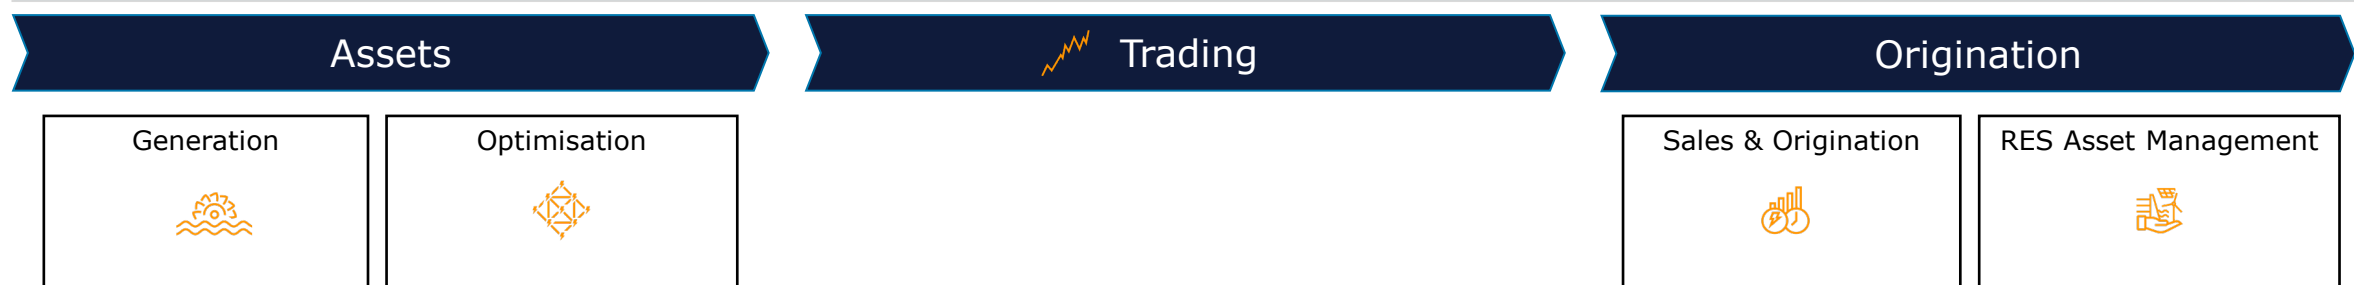 Assets
Trading
Origination
Generation
Optimisation
Sales & Origination
RES Asset Management